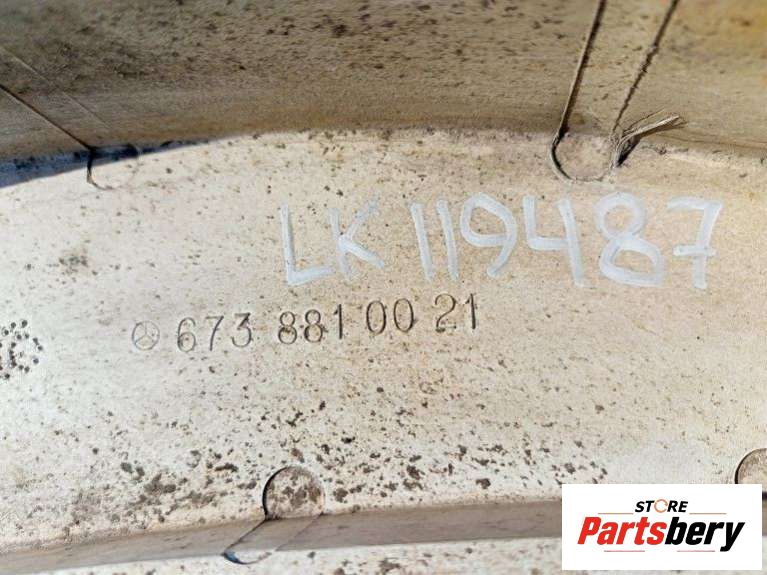 LK 119487
673 881 00 21
STORE
Partsbery